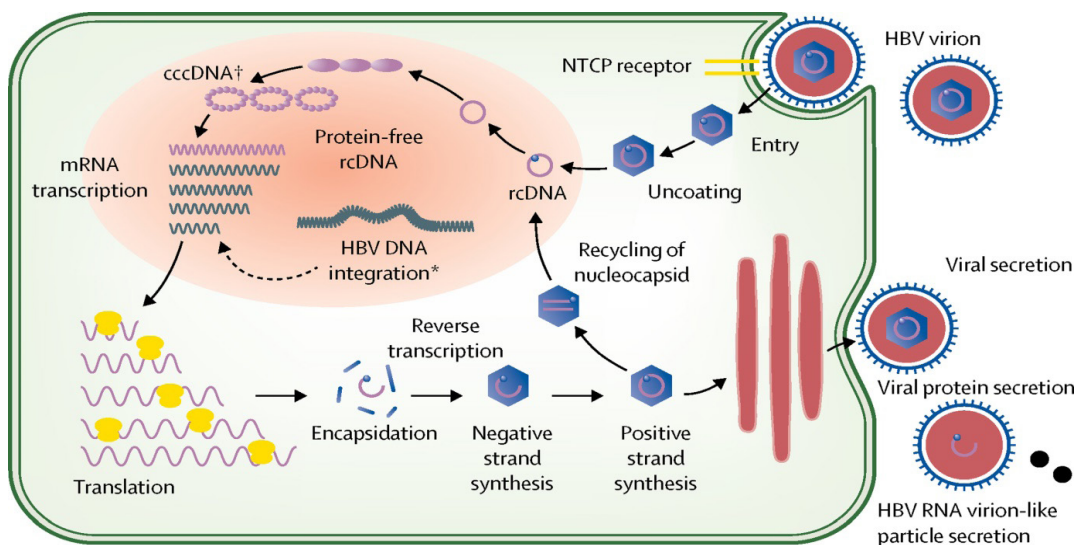 HBV virion
NTCP receptor
cccDNA†
Protein-free
rcDNA
Entry
mRNA
transcription
rcDNA
Uncoating
HBV DNA
integration*
Recycling of
nucleocapsid
Viral secretion
Reverse
transcription
Viral protein secretion
Encapsidation
Negative
strand
synthesis
Positive
strand
synthesis
Translation
HBV RNA virion-like
particle secretion